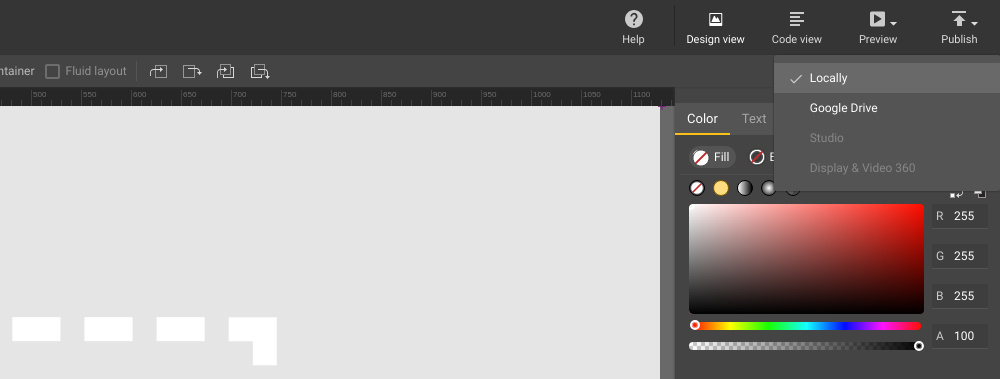 Help
Design view
Code view
Preview
Publish
ntainer
Fluid layout
Locally
Google Drive
Studio
Display & Video 360
500 550 600 650 700 750 800 850 900 950 1000 1050 1100
Color Text
Fill
R 255
G 255
B 255
A 100